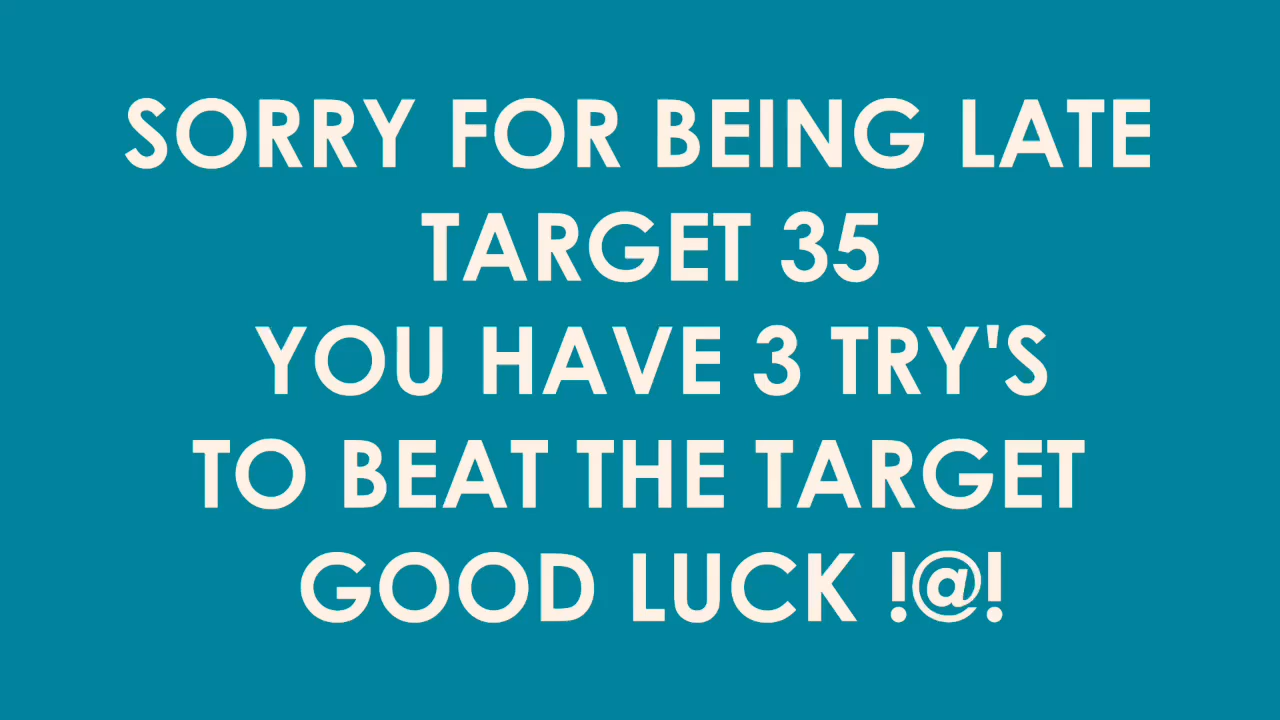 SORRY FOR BEING LATE
TARGET 35
YOU HAVE 3 TRY'S
TO BEAT THE TARGET
GOOD LUCK !@!